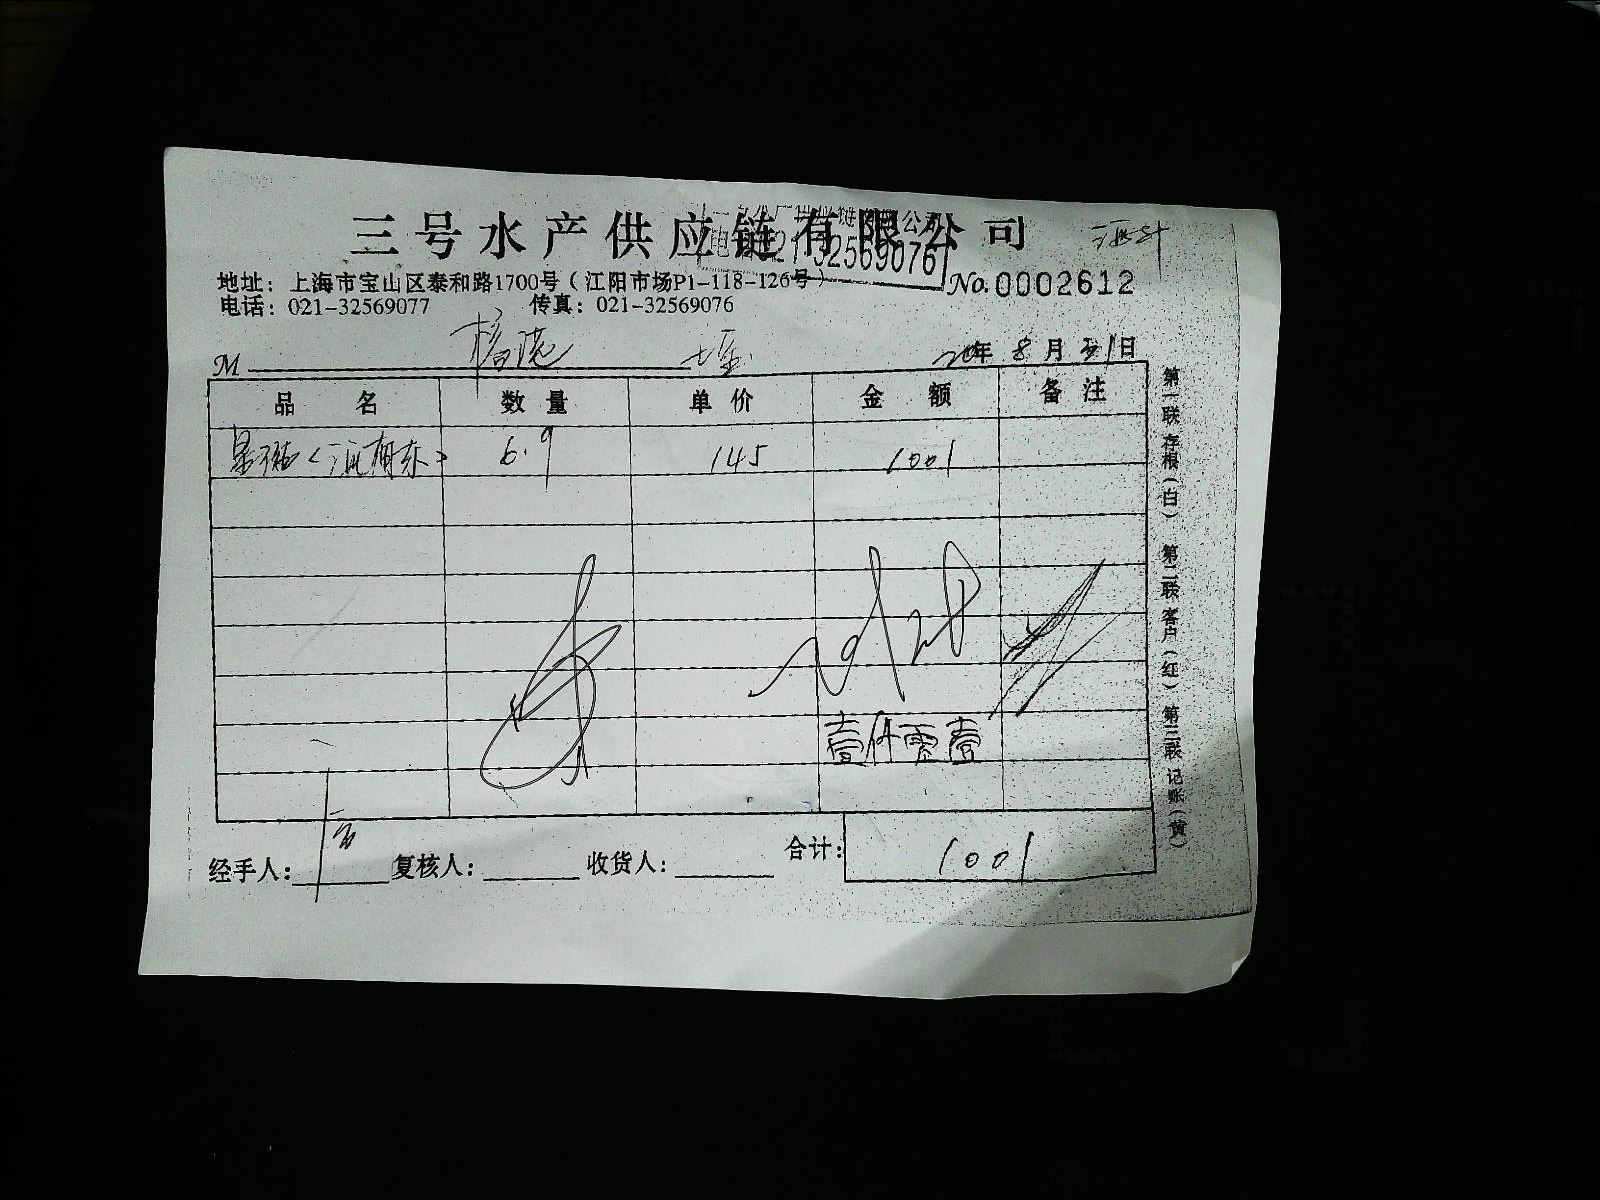 三号水产供应链有限公司
公司
32569076
地址：上海市宝山区泰和路1700号（江阳市场P1-118-126号）
No.0002612
电话：021-32569077 传真：021-32569076
M
年 8月31日
品名 数量 单价 金额 备注
6.9 145 1001
壹仟零壹
经手人： 复核人： 收货人： 合计： 1001
第一联 存根（白） 第二联 客户（红） 第三联 记账（黄）